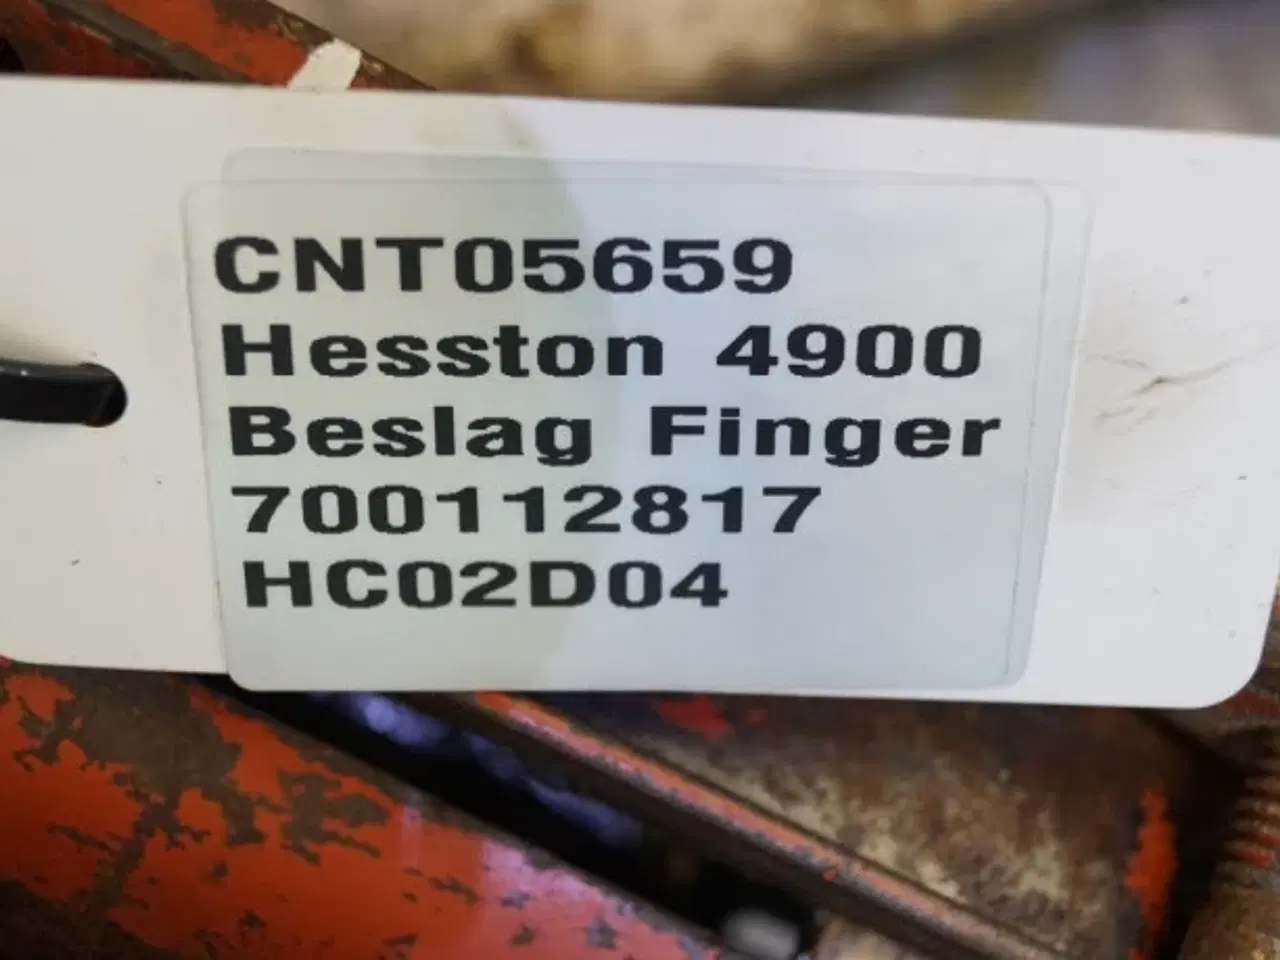 CNT05659
Hesston 4900
Beslag Finger
700112817
HC02D04